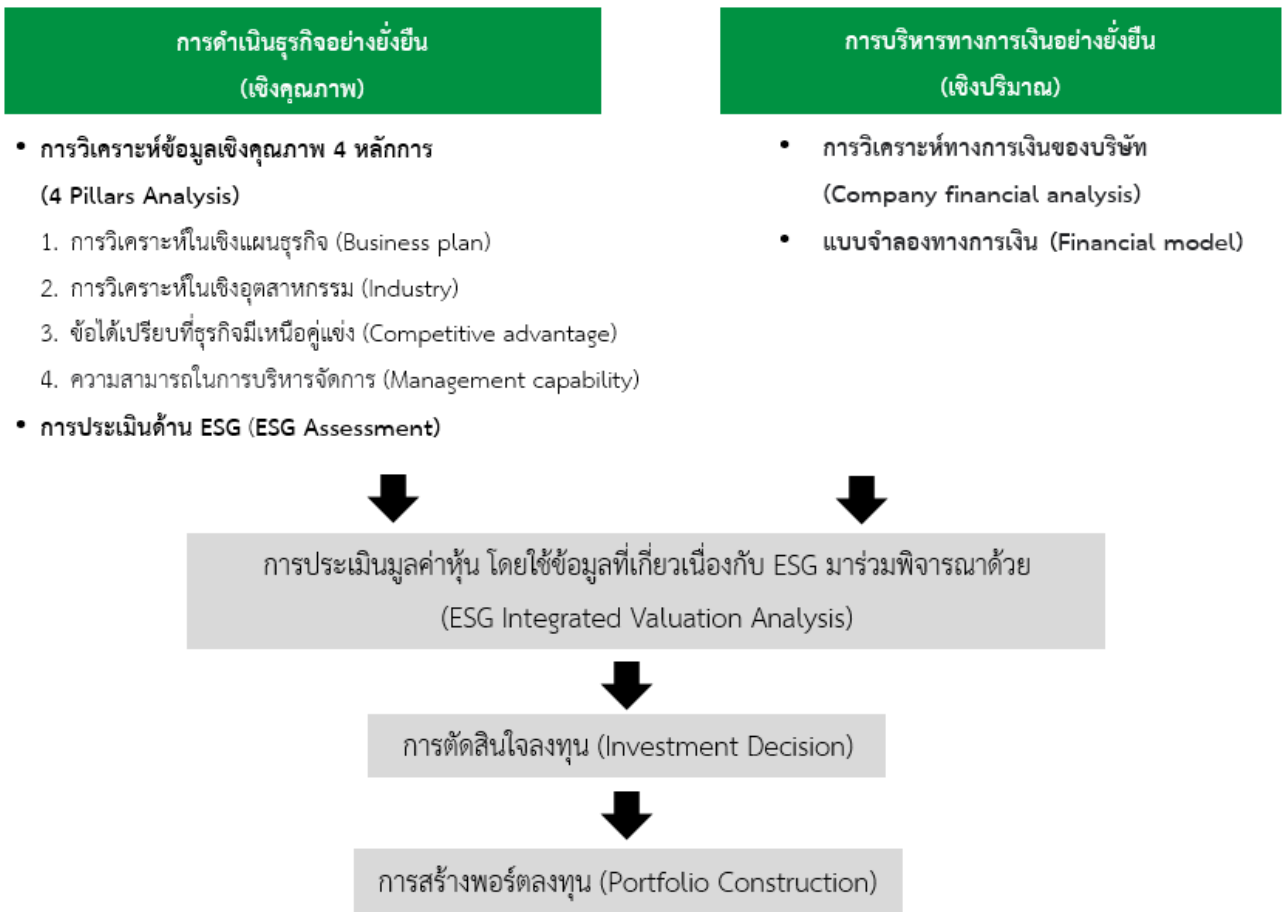 การดำเนินธุรกิจอย่างยั่งยืน
(เชิงคุณภาพ)
• การวิเคราะห์ข้อมูลเชิงคุณภาพ 4 หลักการ
(4 Pillars Analysis)
1. การวิเคราะห์ในเชิงแผนธุรกิจ (Business plan)
2. การวิเคราะห์ในเชิงอุตสาหกรรม (Industry)
3. ข้อได้เปรียบที่ธุรกิจมีเหนือคู่แข่ง (Competitive advantage)
4. ความสามารถในการบริหารจัดการ (Management capability)
• การประเมินด้าน ESG (ESG Assessment)
การบริหารทางการเงินอย่างยั่งยืน
(เชิงปริมาณ)
• การวิเคราะห์ทางการเงินของบริษัท
(Company financial analysis)
• แบบจำลองทางการเงิน (Financial model)
การประเมินมูลค่าหุ้น โดยใช้ข้อมูลที่เกี่ยวเนื่องกับ ESG มาร่วมพิจารณาด้วย
(ESG Integrated Valuation Analysis)
การตัดสินใจลงทุน (Investment Decision)
การสร้างพอร์ตลงทุน (Portfolio Construction)